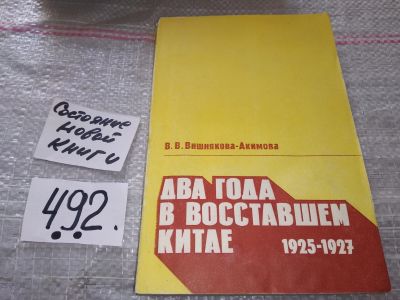 Состояние
новой
книги
492.
В. В. Вишнякова-Акимова
ДВА ГОДА
В ВОССТАВШЕМ
КИТАЕ
1925-1927